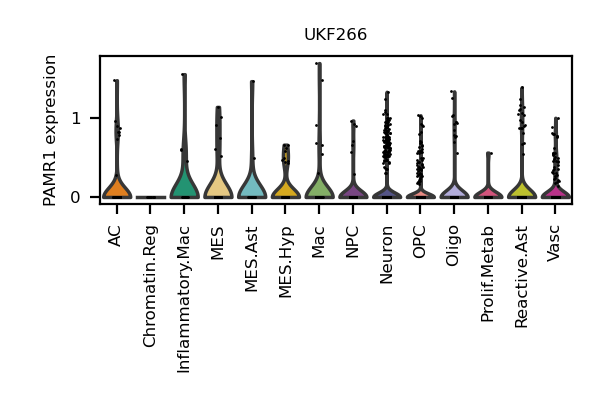 UKF266
PAMR1 expression
1
0
AC
Chromatin.Reg
Inflammatory.Mac
MES
MES.Ast
MES.Hyp
Mac
NPC
Neuron
OPC
Oligo
Prolif.Metab
Reactive.Ast
Vasc